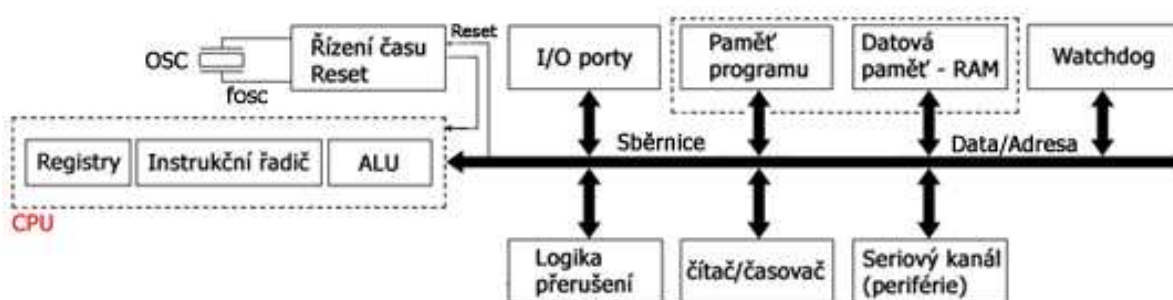 OSC
fosc
Řízení času
Reset
Reset
I/O porty
Paměť
programu
Datová
paměť - RAM
Watchdog
Registry
Instrukční řadič
ALU
CPU
Sběrnice
Data/Adresa
Logika
přerušení
čítač/časovač
Seriový kanál
(periférie)